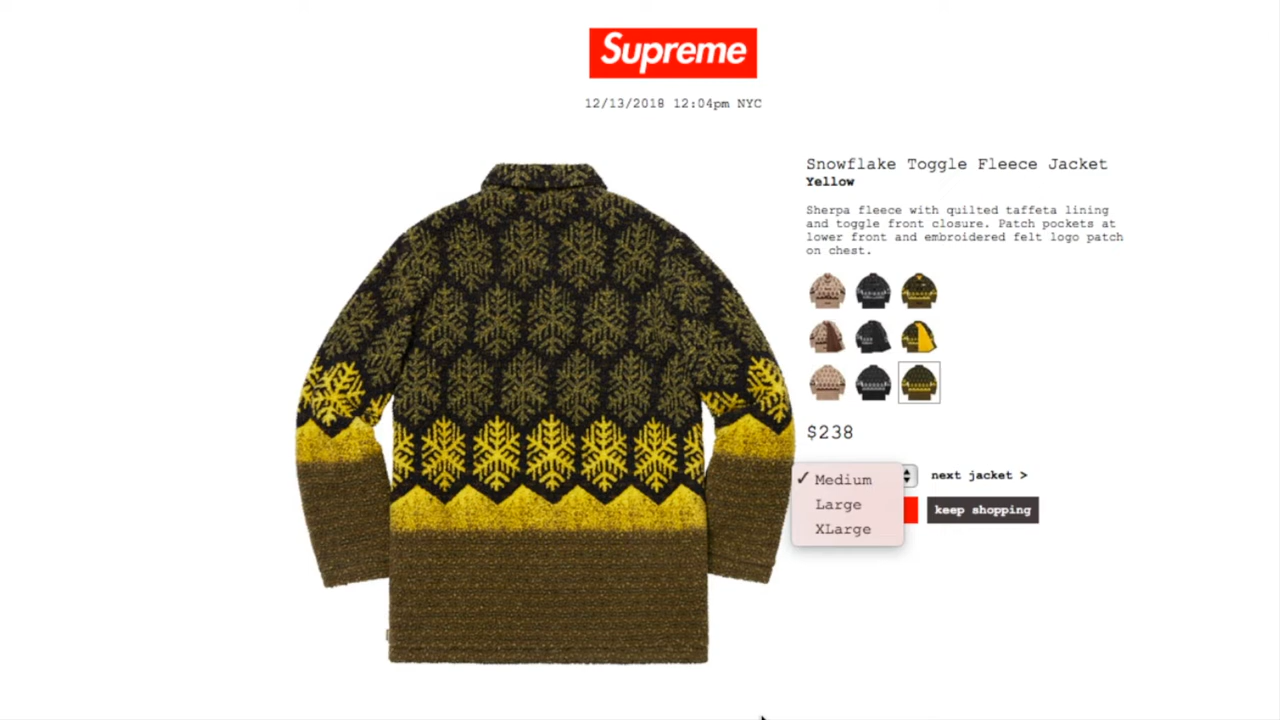 Supreme
12/13/2018 12:04pm NYC
Snowflake Toggle Fleece Jacket
Yellow
Sherpa fleece with quilted taffeta lining
and toggle front closure. Patch pockets at
lower front and embroidered felt logo patch
on chest.
$238
✓ Medium
Large
XLarge
next jacket >
keep shopping